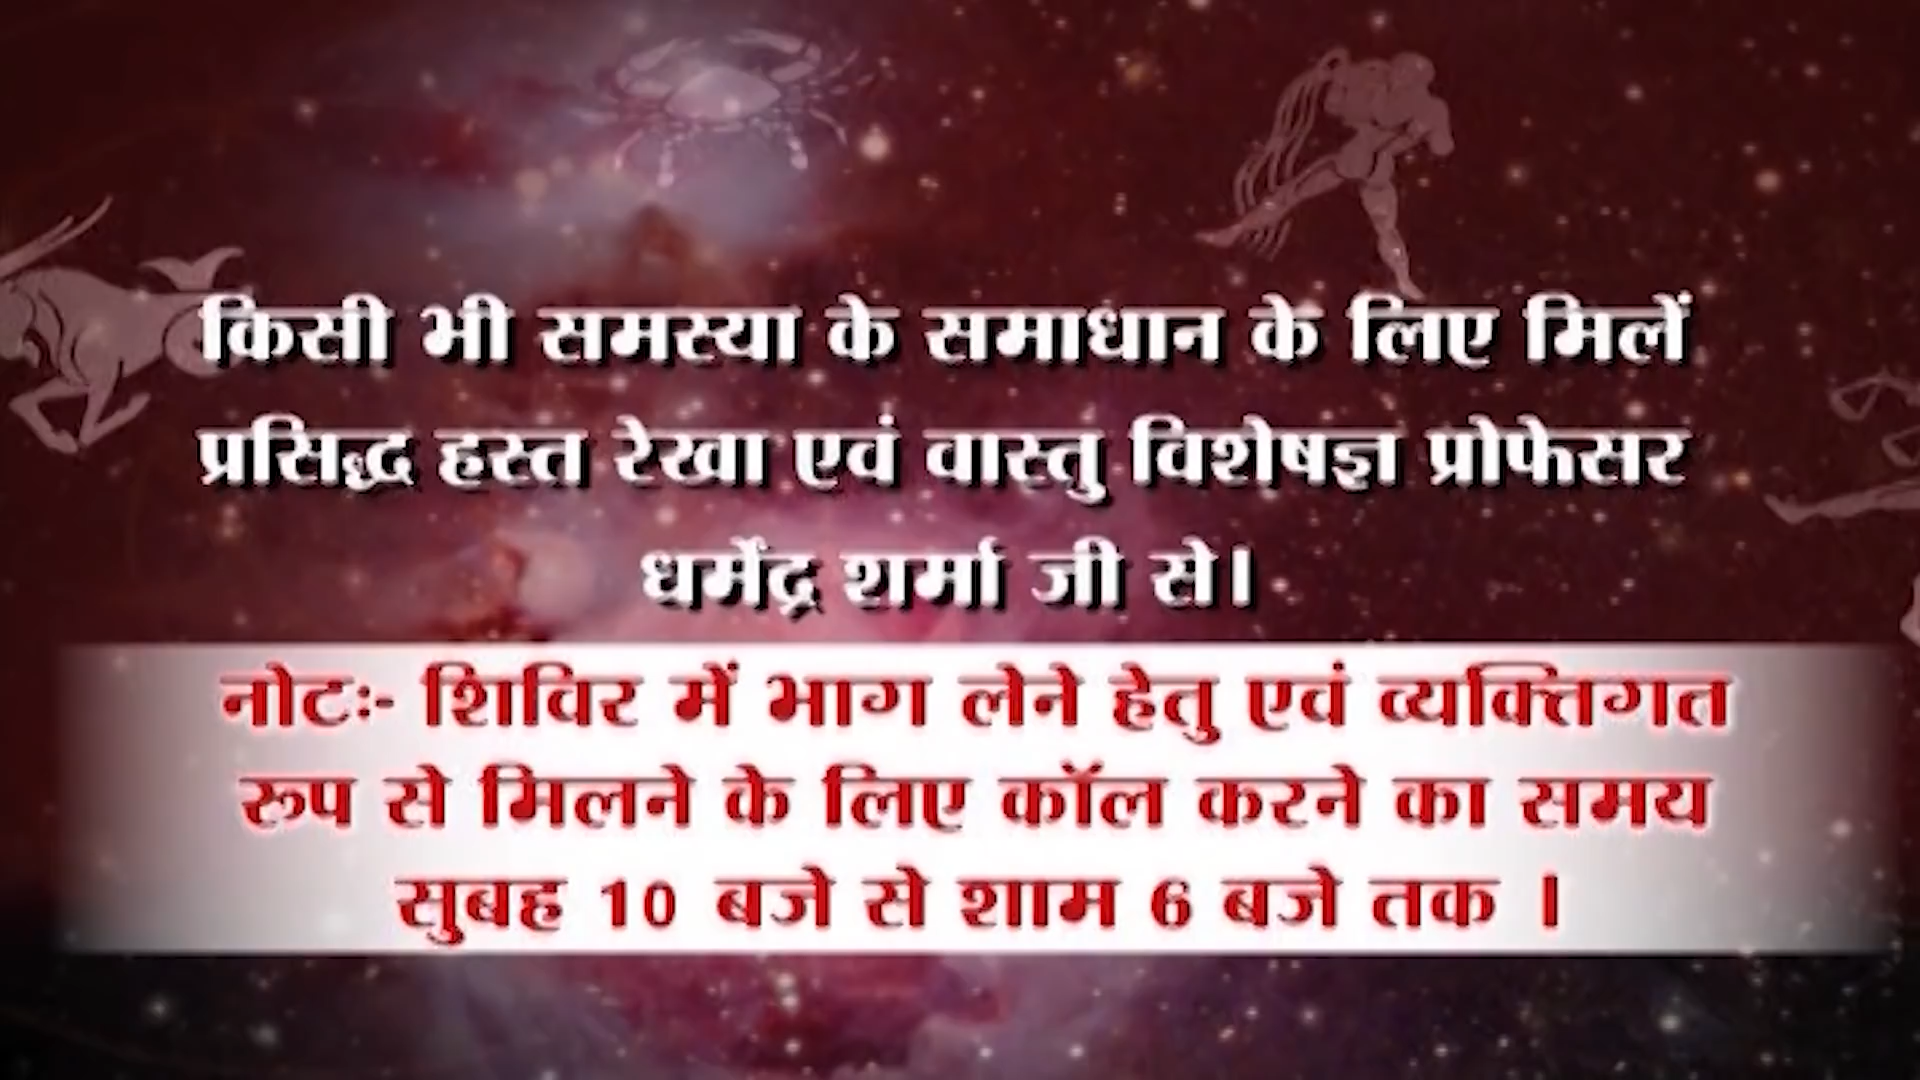 किसी भी समस्या के समाधान के लिए मिलें
प्रसिद्ध हस्त रेखा एवं वास्तु विशेषज्ञ प्रोफेसर
धर्मेंद्र शर्मा जी से।
नोटः- शिविर में भाग लेने हेतु एवं व्यक्तिगत
रूप से मिलने के लिए कॉल करने का समय
सुबह 10 बजे से शाम 6 बजे तक ।